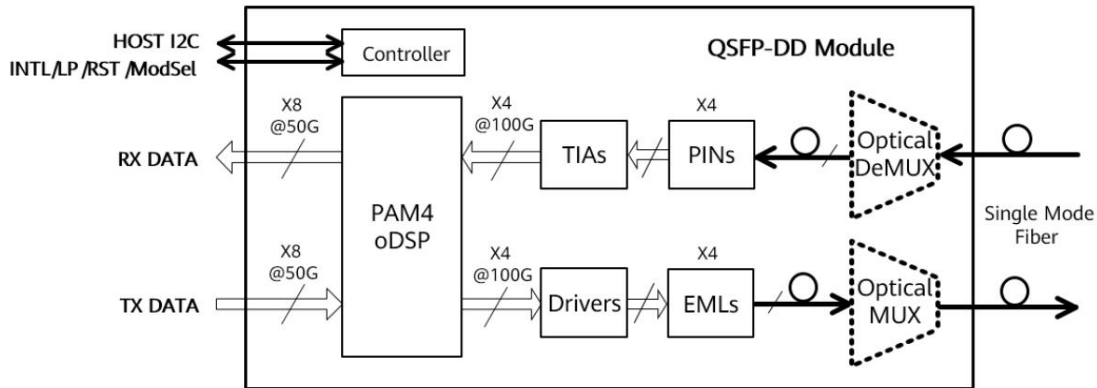 HOST I2C
INTL/LP /RST /ModSel
Controller
QSFP-DD Module
X8
@50G
X4
@100G
X4
RX DATA
PAM4
oDSP
TIAs
PINs
Optical
DeMUX
Single Mode
Fiber
X8
@50G
X4
@100G
X4
TX DATA
Drivers
EMLs
Optical
MUX